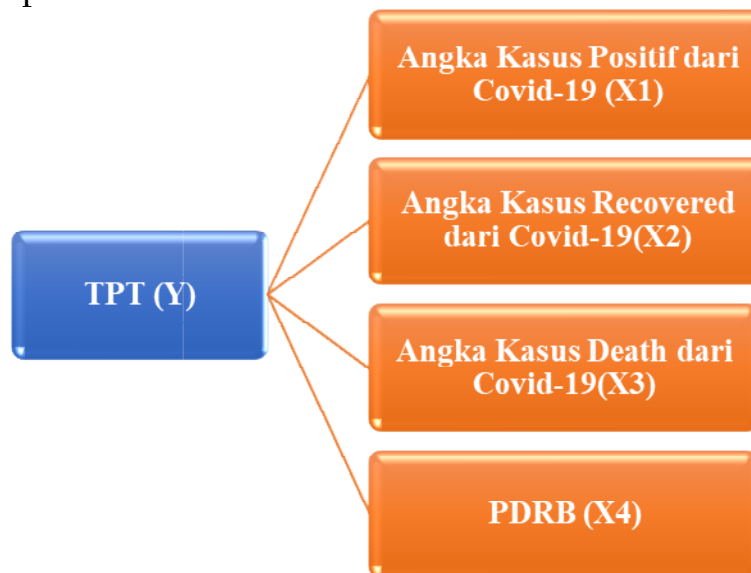 Angka Kasus Positif dari
Covid-19 (X1)
Angka Kasus Recovered
dari Covid-19(X2)
TPT (Y)
Angka Kasus Death dari
Covid-19(X3)
PDRB (X4)